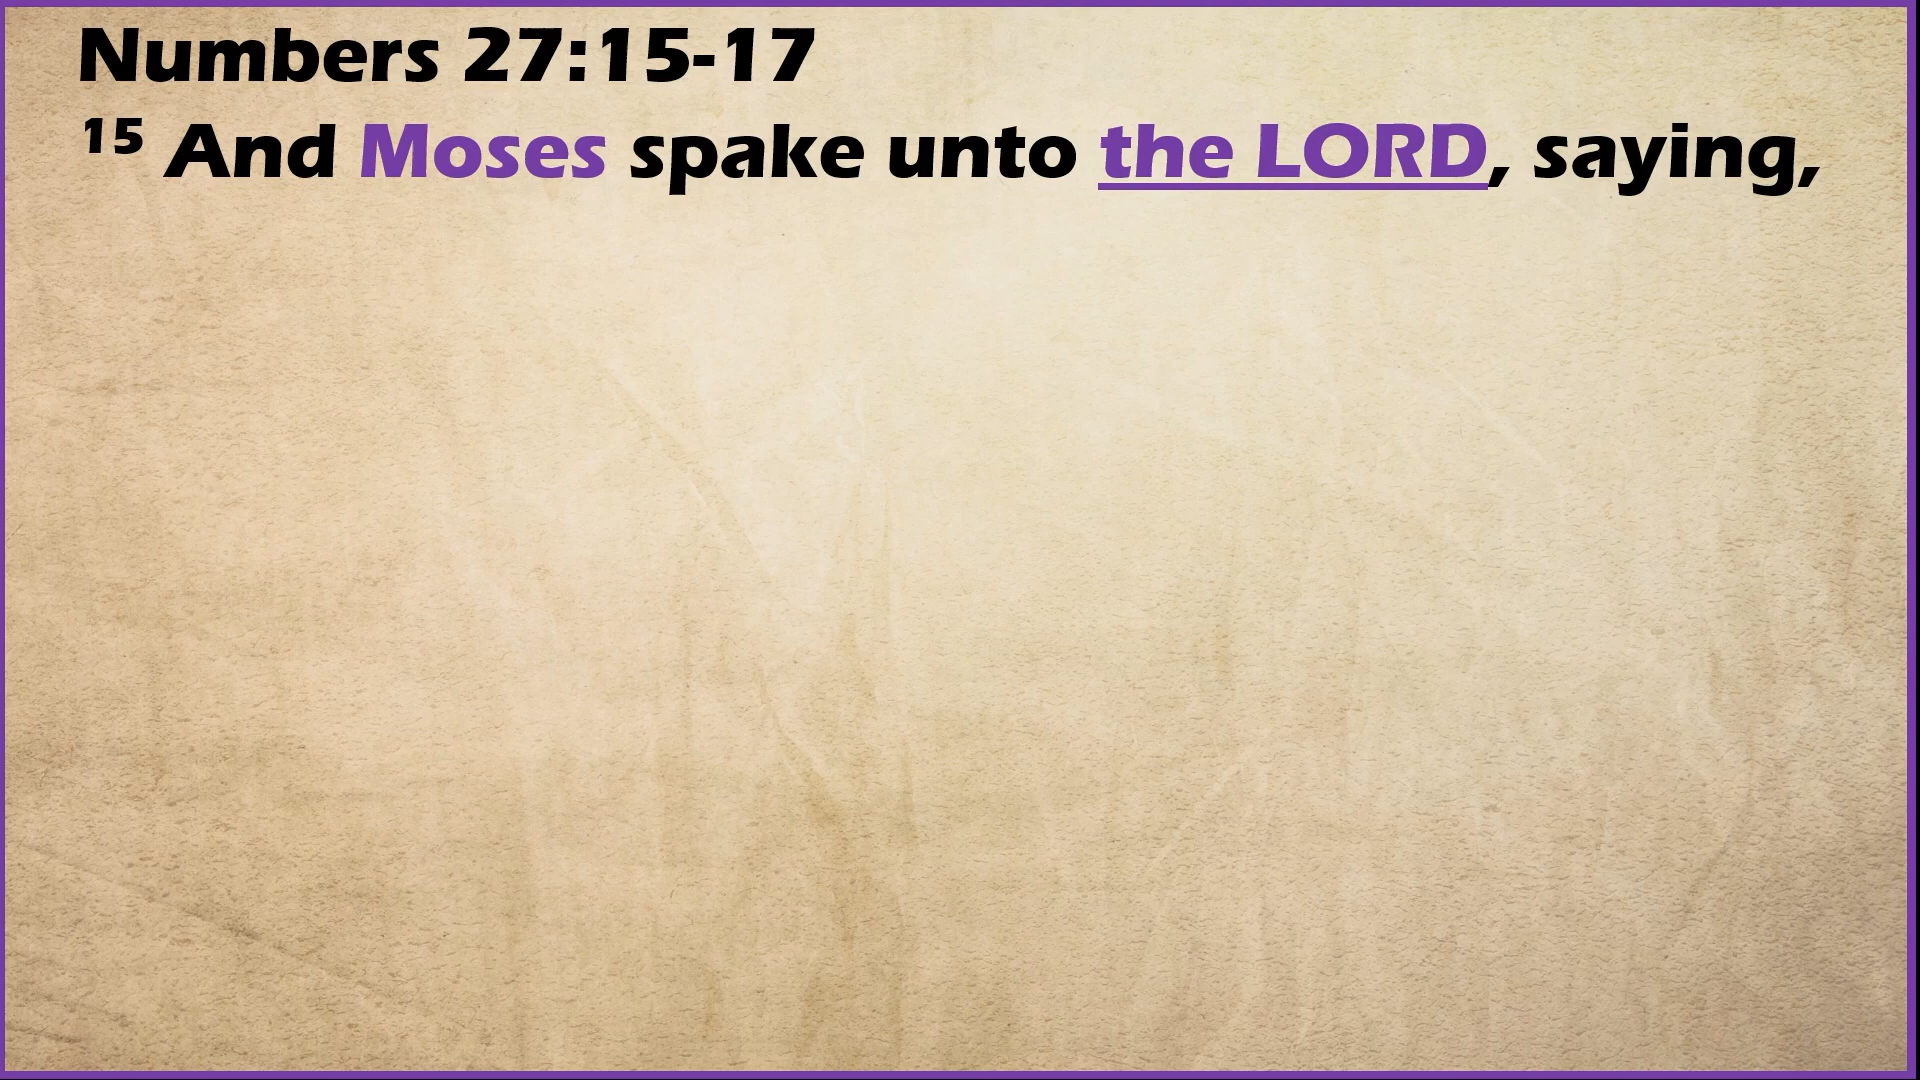 Numbers 27:15-17
15 And Moses spake unto the LORD, saying,